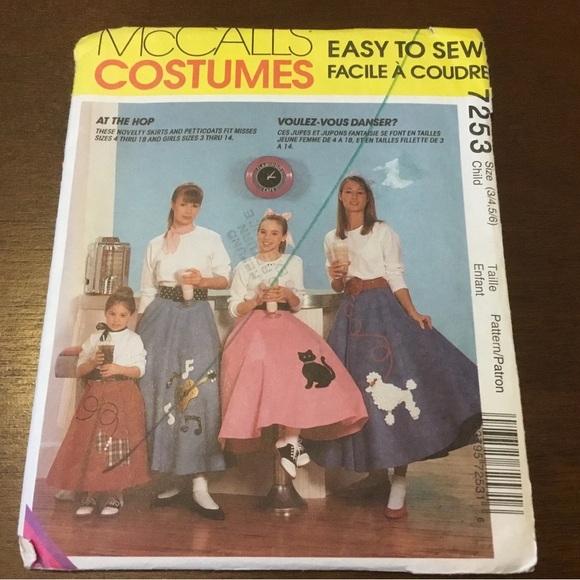 McCALL'S
COSTUMES
EASY TO SEW
FACILE À COUDRE
AT THE HOP
THESE NOVELTY SKIRTS AND PETTICOATS FIT MISSES
SIZES 4 THRU 18 AND GIRLS SIZES 3 THRU 14.
VOULEZ-VOUS DANSER?
CES JUPES ET JUPONS FANTAISIE SE FONT EN TAILLES
JEUNE FEMME DE 4 A 18, ET EN TAILLES FILLETTE DE 3
A 14.
7253
Size (3/4,5/6)
Child
Taille
Enfant
Pattern/Patron